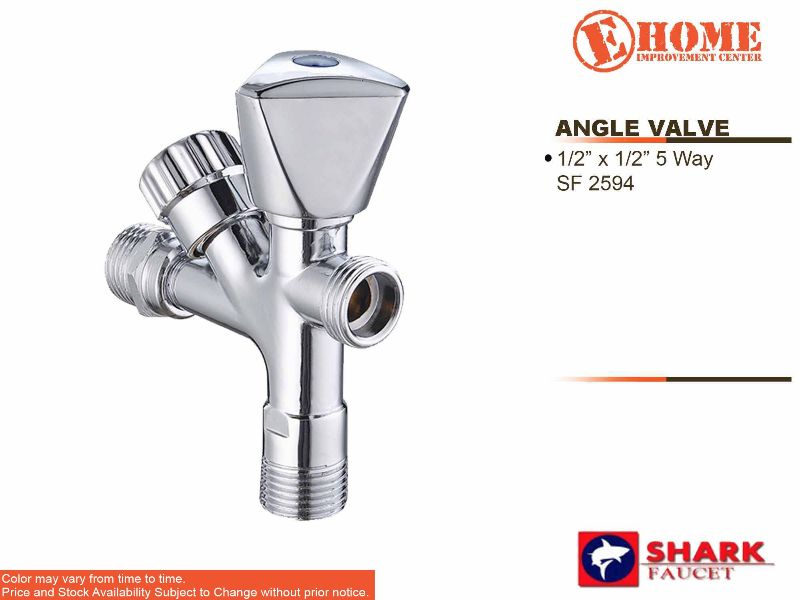 E HOME
IMPROVEMENT CENTER
ANGLE VALVE
• 1/2” x 1/2” 5 Way
SF 2594
SHARK
FAUCET
Color may vary from time to time.
Price and Stock Availability Subject to Change without prior notice.